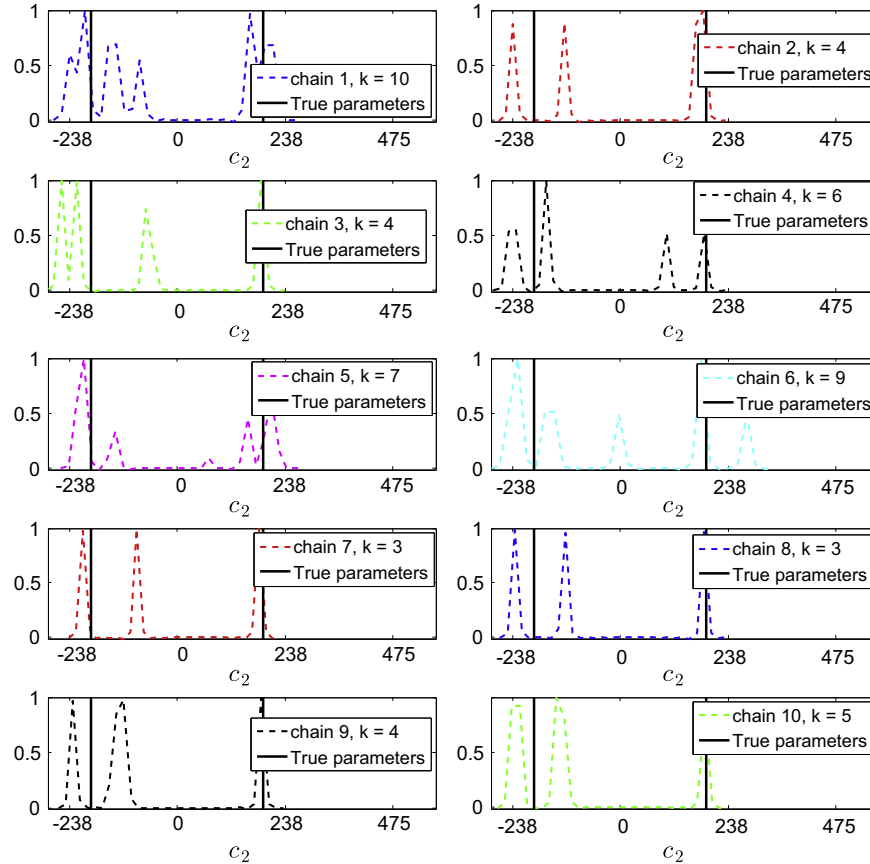 1
0.5
0
chain 1, k = 10
True parameters
-238 0 238 475
c2
1
0.5
0
chain 2, k = 4
True parameters
-238 0 238 475
c2
1
0.5
0
chain 3, k = 4
True parameters
-238 0 238 475
c2
1
0.5
0
chain 4, k = 6
True parameters
-238 0 238 475
c2
1
0.5
0
chain 5, k = 7
True parameters
-238 0 238 475
c2
1
0.5
0
chain 6, k = 9
True parameters
-238 0 238 475
c2
1
0.5
0
chain 7, k = 3
True parameters
-238 0 238 475
c2
1
0.5
0
chain 8, k = 3
True parameters
-238 0 238 475
c2
1
0.5
0
chain 9, k = 4
True parameters
-238 0 238 475
c2
1
0.5
0
chain 10, k = 5
True parameters
-238 0 238 475
c2